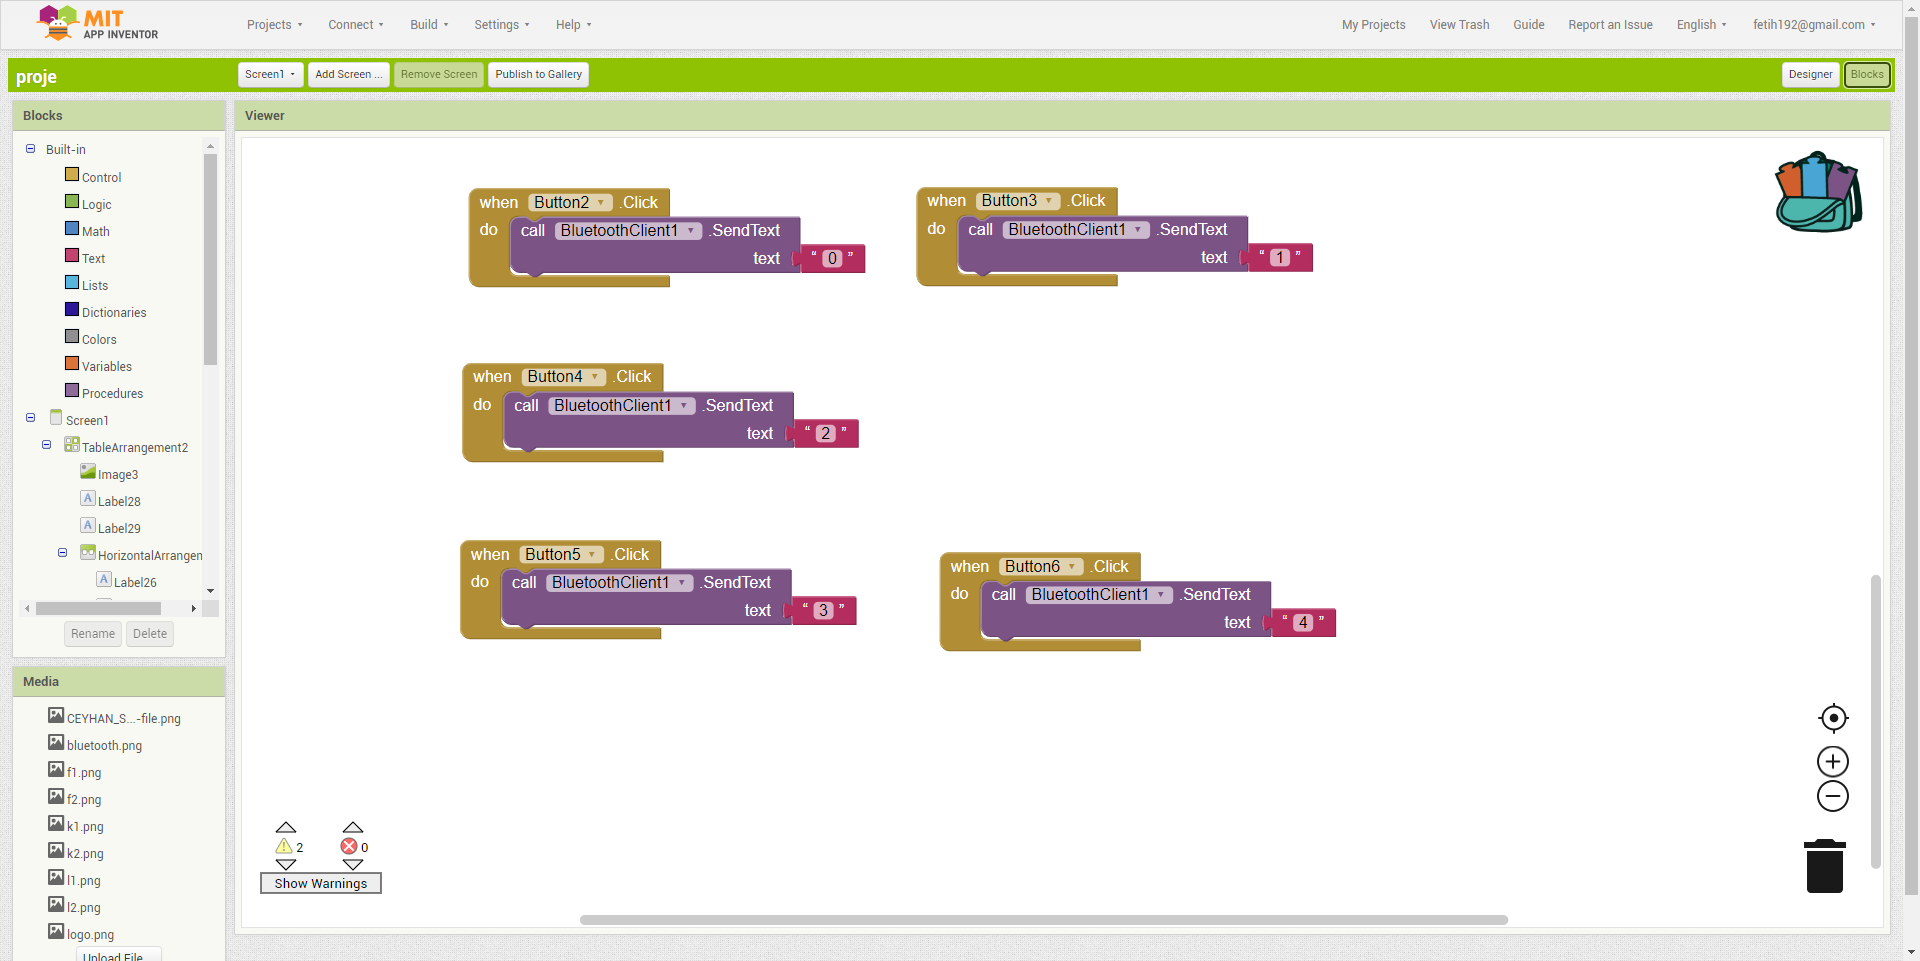 MIT
APP INVENTOR
Projects
Connect
Build
Settings
Help
My Projects
View Trash
Guide
Report an Issue
English
fetih192@gmail.com
proje
Screen1
Add Screen ...
Remove Screen
Publish to Gallery
Designer
Blocks
Blocks
Built-in
Control
Logic
Math
Text
Lists
Dictionaries
Colors
Variables
Procedures
Screen1
TableArrangement2
Image3
Label28
Label29
HorizontalArrangen
Label26
Rename
Delete
Media
CEYHAN_S...-file.png
bluetooth.png
f1.png
f2.png
k1.png
k2.png
l1.png
l2.png
logo.png
Upload File
Viewer
when Button2 .Click
do call BluetoothClient1 .SendText
text " 0 "
when Button3 .Click
do call BluetoothClient1 .SendText
text " 1 "
when Button4 .Click
do call BluetoothClient1 .SendText
text " 2 "
when Button5 .Click
do call BluetoothClient1 .SendText
text " 3 "
when Button6 .Click
do call BluetoothClient1 .SendText
text " 4 "
2
0
Show Warnings